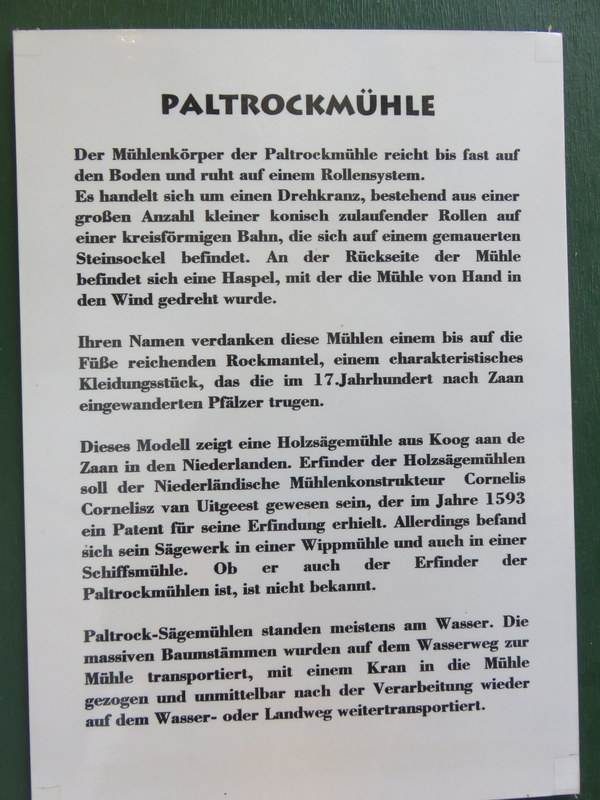 PALTROCKMÜHLE
Der Mühlenkörper der Paltrockmühle reicht bis fast auf
den Boden und ruht auf einem Rollensystem.
Es handelt sich um einen Drehkranz, bestehend aus einer
großen Anzahl kleiner konisch zulaufender Rollen auf
einer kreisförmigen Bahn, die sich auf einem gemauerten
Steinsockel befindet. An der Rückseite der Mühle
befindet sich eine Haspel, mit der die Mühle von Hand in
den Wind gedreht wurde.
Ihren Namen verdanken diese Mühlen einem bis auf die
Füße reichenden Rockmantel, einem charakteristisches
Kleidungsstück, das die im 17.Jahrhundert nach Zaan
eingewanderten Pfälzer trugen.
Dieses Modell zeigt eine Holzsägemühle aus Koog aan de
Zaan in den Niederlanden. Erfinder der Holzsägemühlen
soll der Niederländische Mühlenkonstrukteur Cornelis
Cornelisz van Uitgeest gewesen sein, der im Jahre 1593
ein Patent für seine Erfindung erhielt. Allerdings befand
sich sein Sägewerk in einer Wippmühle und auch in einer
Schiffsmühle. Ob er auch der Erfinder der
Paltrockmühlen ist, ist nicht bekannt.
Paltrock-Sägemühlen standen meistens am Wasser. Die
massiven Baumstämmen wurden auf dem Wasserweg zur
Mühle transportiert, mit einem Kran in die Mühle
gezogen und unmittelbar nach der Verarbeitung wieder
auf dem Wasser- oder Landweg weitertransportiert.